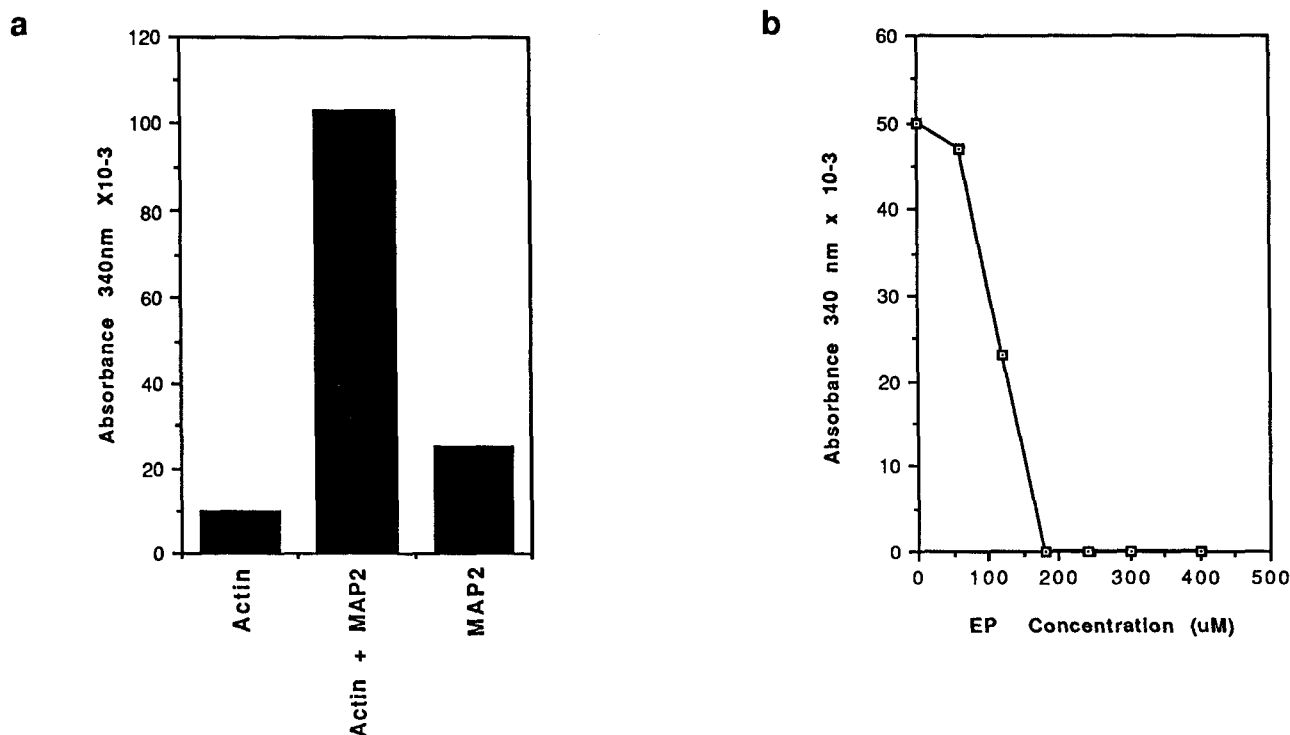 a
120
100
80
60
40
20
0
Absorbance 340nm X10-3
Actin
Actin + MAP2
MAP2
b
60
50
40
30
20
10
0
Absorbance 340 nm x 10-3
0 100 200 300 400 500
EP Concentration (uM)